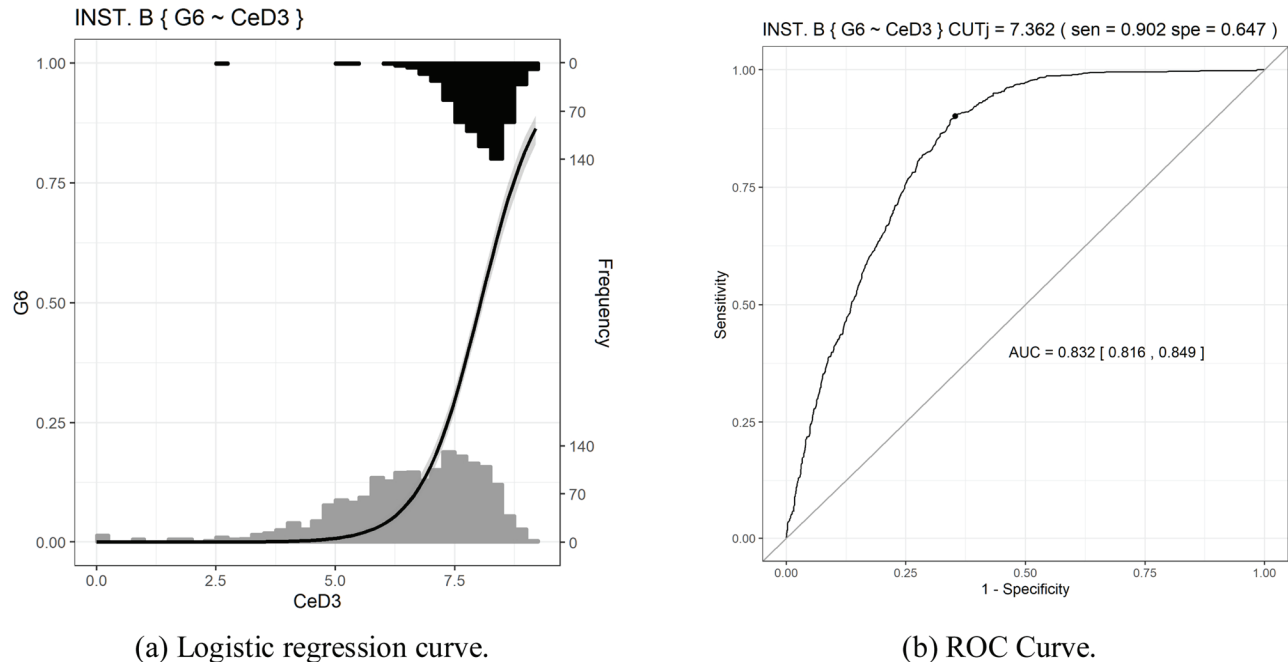 INST. B { G6 ~ CeD3 }
1.00
0.75
0.50
0.25
0.00
G6
0
70
140
140
70
0
Frequency
0.0
2.5
5.0
7.5
CeD3
(a) Logistic regression curve.
INST. B { G6 ~ CeD3 } CUTj = 7.362 ( sen = 0.902 spe = 0.647 )
1.00
0.75
0.50
0.25
0.00
Sensitivity
AUC = 0.832 [ 0.816 , 0.849 ]
0.00
0.25
0.50
0.75
1.00
1 - Specificity
(b) ROC Curve.